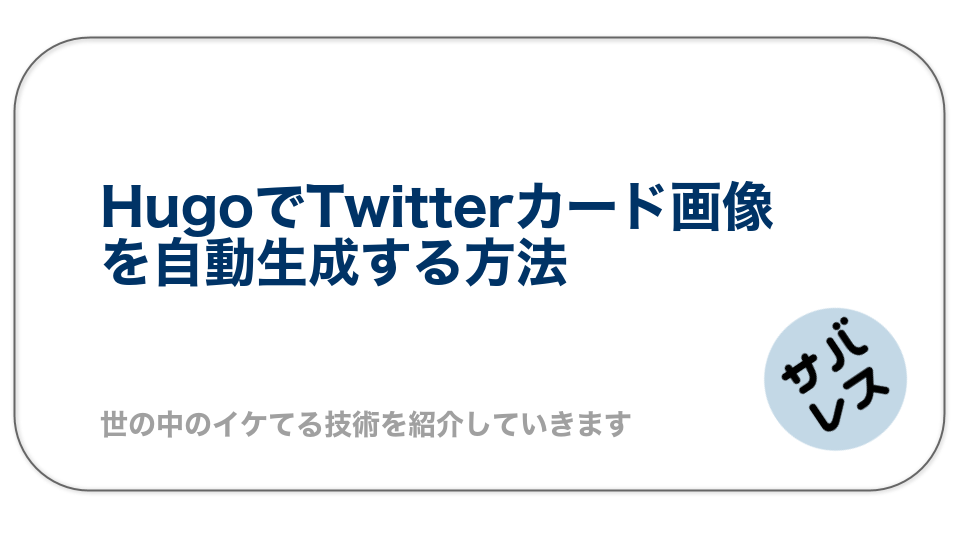 HugoでTwitterカード画像
を自動生成する方法
世の中のイケてる技術を紹介していきます
サバ
レス